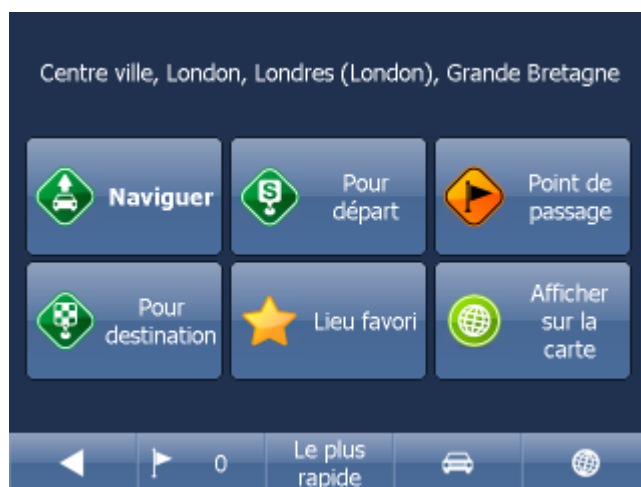 Centre ville, London, Londres (London), Grande Bretagne
Naviguer
Pour
départ
Point de
passage
Pour
destination
Lieu favori
Afficher
sur la
carte
0
Le plus
rapide